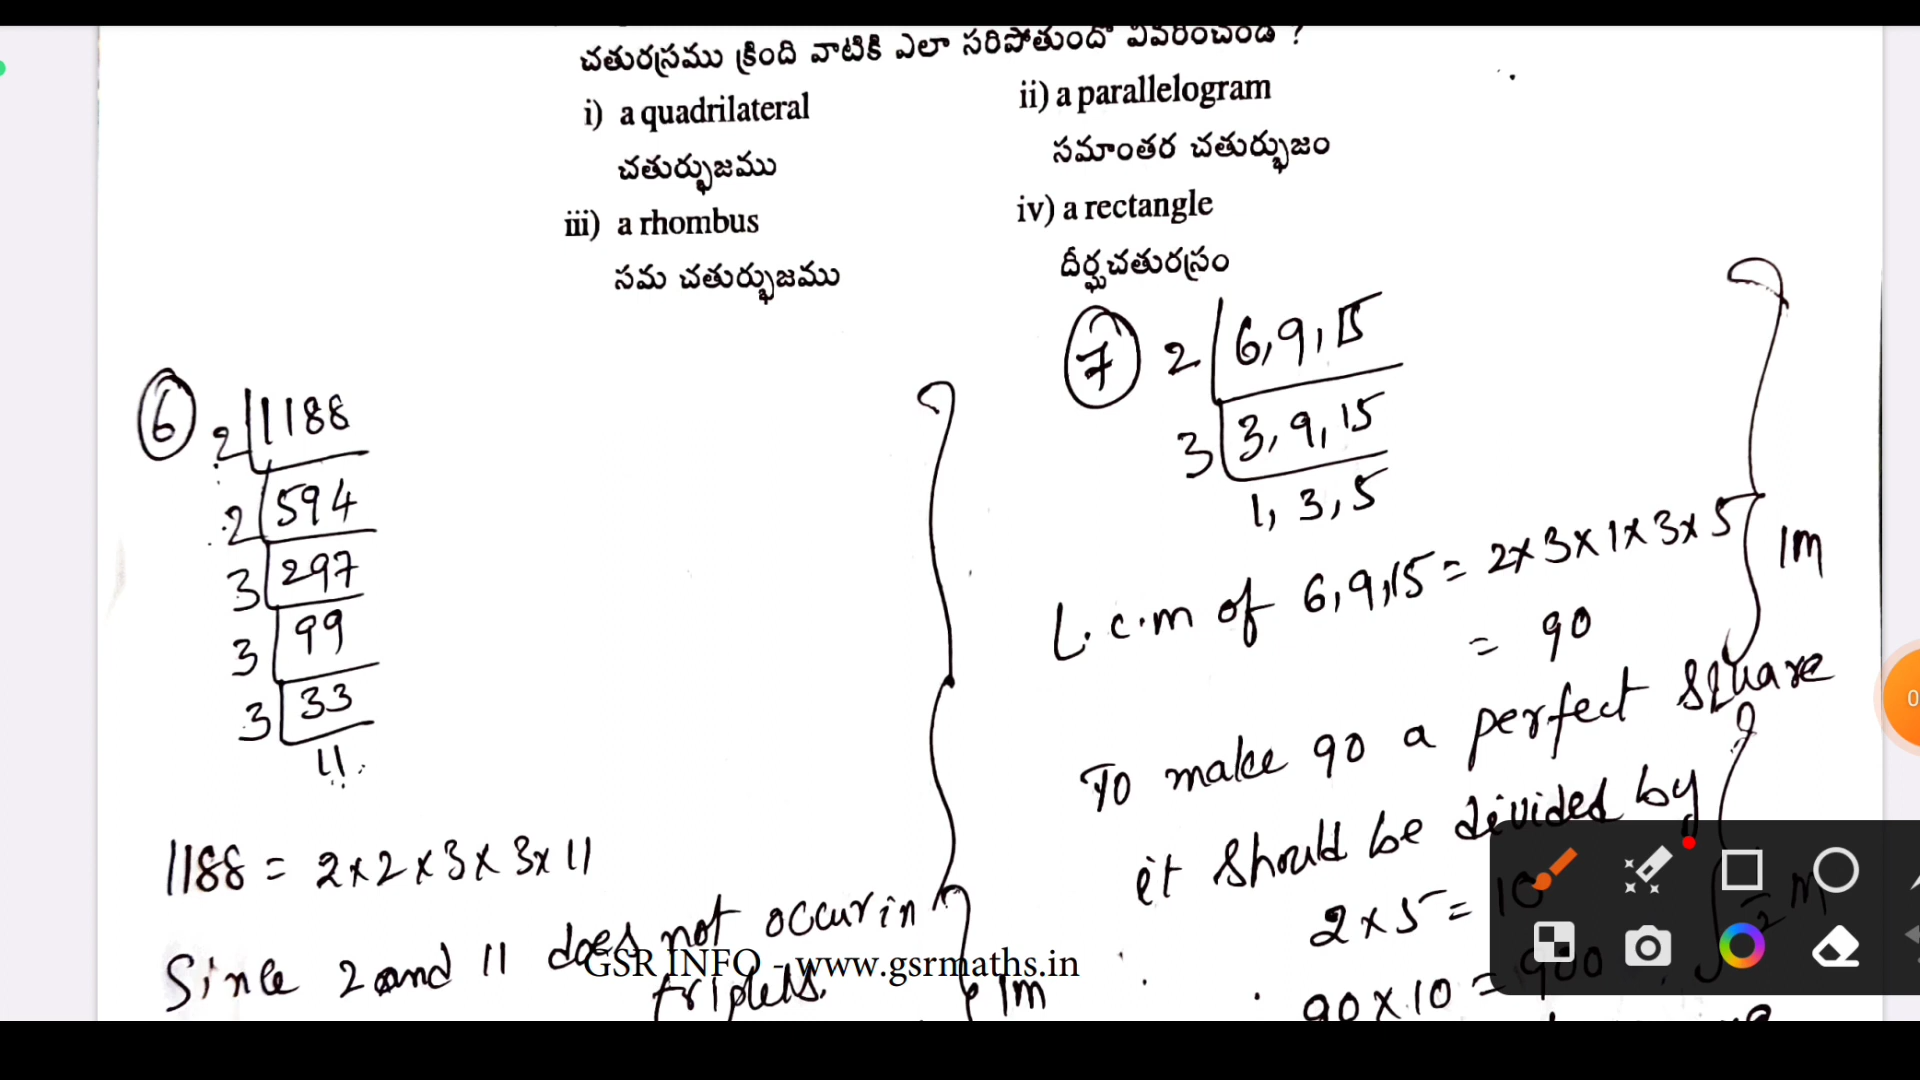 చతురస్రము క్రింది వాటికి ఎలా సరిపోతుందో వివరించండి ?
i) a quadrilateral
ii) a parallelogram
చతుర్భుజము
సమాంతర చతుర్భుజం
iii) a rhombus
iv) a rectangle
సమ చతుర్భుజము
దీర్ఘచతురస్రం
6
2 1188
2 594
3 297
3 99
3 33
11
1188 = 2×2×3×3×11
Since 2 and 11 does not occur in
triplets.
1m
7
2 6, 9, 15
3 3, 9, 15
1, 3, 5
L.c.m of 6,9,15 = 2×3×1×3×5
= 90
1m
To make 90 a perfect square
it should be divided by
2×5 = 10
90×10 = 900
GSR INFO - www.gsrmaths.in